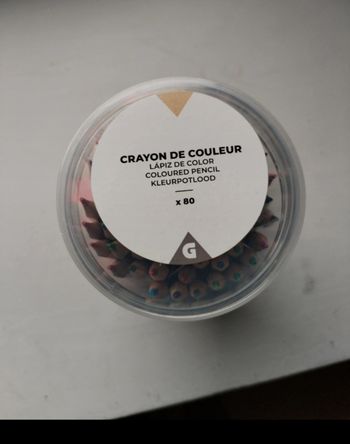 CRAYON DE COULEUR
LÁPIZ DE COLOR
COLOURED PENCIL
KLEURPOTLOOD
x 80
G